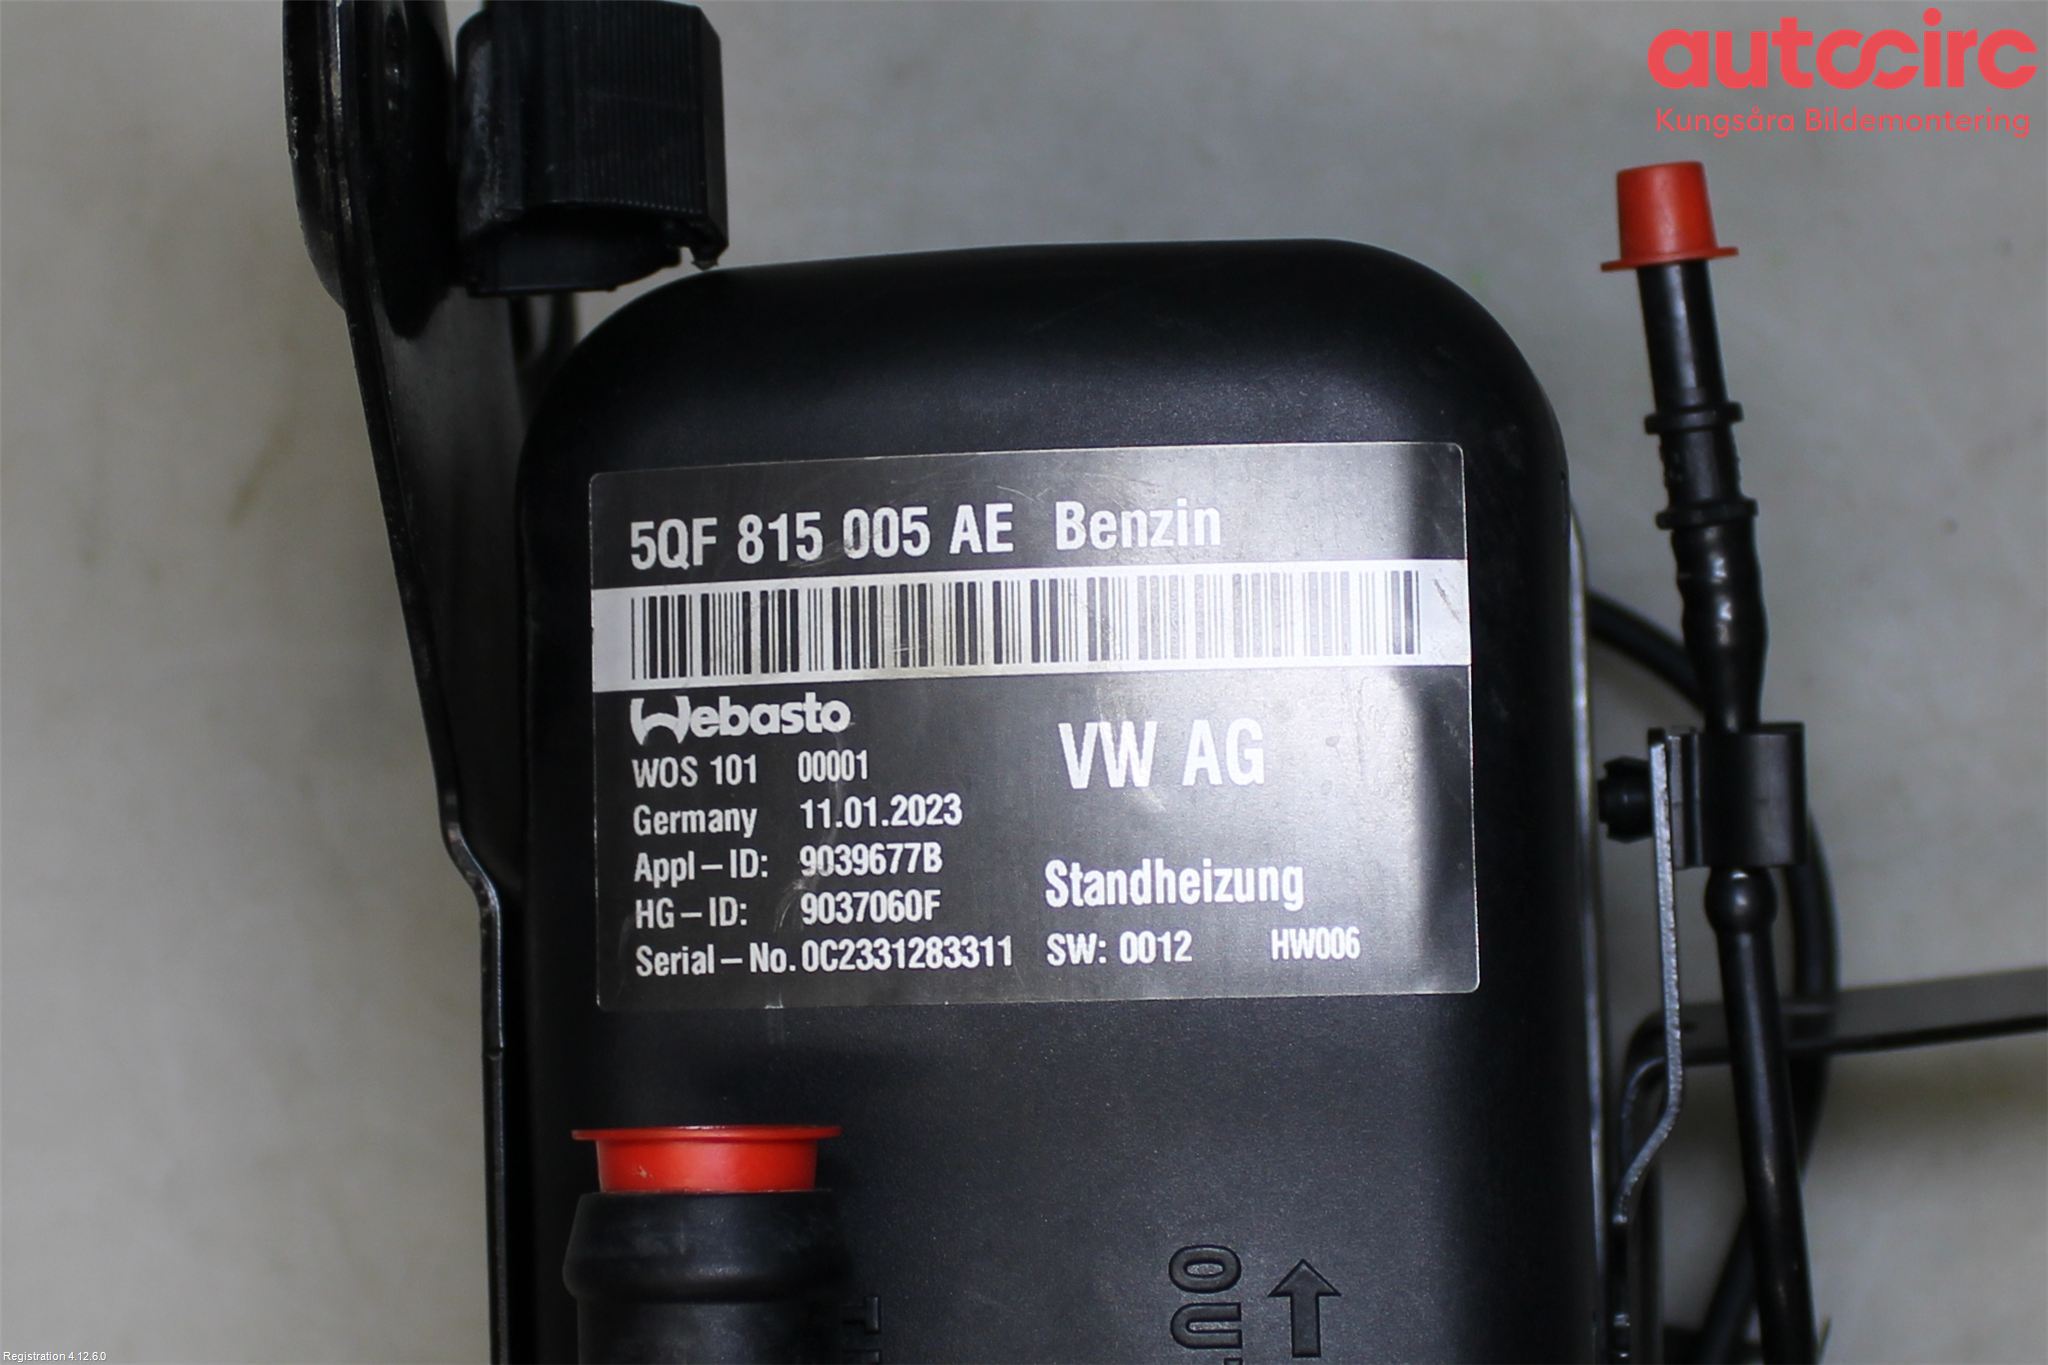 autocirc
Kungsåra Bildemontering
5QF 815 005 AE Benzin
Webasto
VW AG
WOS 101 00001
Germany 11.01.2023
Appl-ID: 9039677B
HG-ID: 9037060F
Standheizung
Serial-No. 0C2331283311 SW: 0012 HW006
OUT
Registration 4.12.6.0